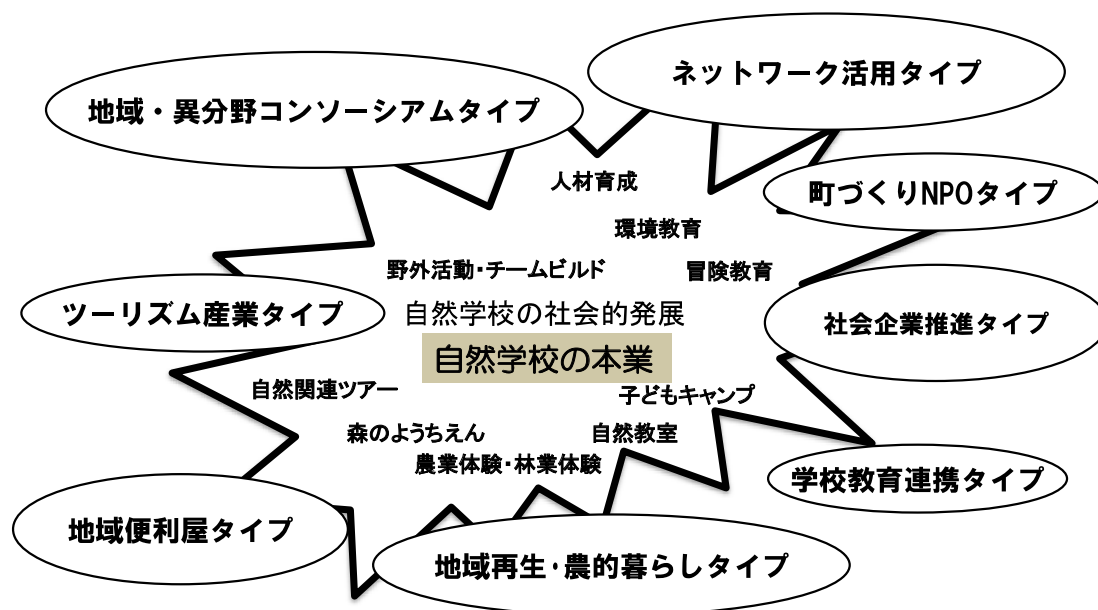 ネットワーク活用タイプ
地域・異分野コンソーシアムタイプ
人材育成
町づくりNPOタイプ
環境教育
野外活動・チームビルド
冒険教育
ツーリズム産業タイプ
自然学校の社会的発展
社会企業推進タイプ
自然学校の本業
自然関連ツアー
子どもキャンプ
森のようちえん
自然教室
農業体験・林業体験
学校教育連携タイプ
地域便利屋タイプ
地域再生・農的暮らしタイプ